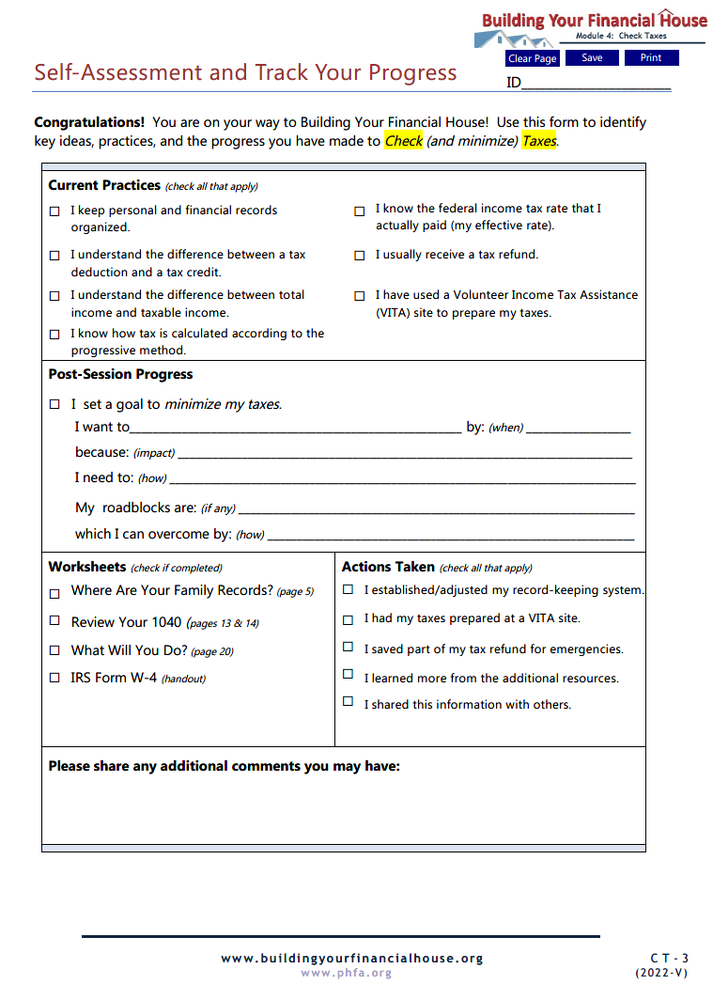 Building Your Financial House
Module 4: Check Taxes
Clear Page Save Print
Self-Assessment and Track Your Progress
ID______________________
Congratulations! You are on your way to Building Your Financial House! Use this form to identify
key ideas, practices, and the progress you have made to Check (and minimize) Taxes.
Current Practices (check all that apply)
☐ I keep personal and financial records
organized.
☐ I understand the difference between a tax
deduction and a tax credit.
☐ I understand the difference between total
income and taxable income.
☐ I know how tax is calculated according to the
progressive method.
☐ I know the federal income tax rate that I
actually paid (my effective rate).
☐ I usually receive a tax refund.
☐ I have used a Volunteer Income Tax Assistance
(VITA) site to prepare my taxes.
Post-Session Progress
☐ I set a goal to minimize my taxes.
I want to______________________ by: (when) ______________
because: (impact) ______________________
I need to: (how) ______________________
My roadblocks are: (if any) ______________________
which I can overcome by: (how) ______________________
Worksheets (check if completed)
☐ Where Are Your Family Records? (page 5)
☐ Review Your 1040 (pages 13 & 14)
☐ What Will You Do? (page 20)
☐ IRS Form W-4 (handout)
Actions Taken (check all that apply)
☐ I established/adjusted my record-keeping system.
☐ I had my taxes prepared at a VITA site.
☐ I saved part of my tax refund for emergencies.
☐ I learned more from the additional resources.
☐ I shared this information with others.
Please share any additional comments you may have:
www.buildingyourfinancialhouse.org
www.phfa.org
CT-3
(2022-V)